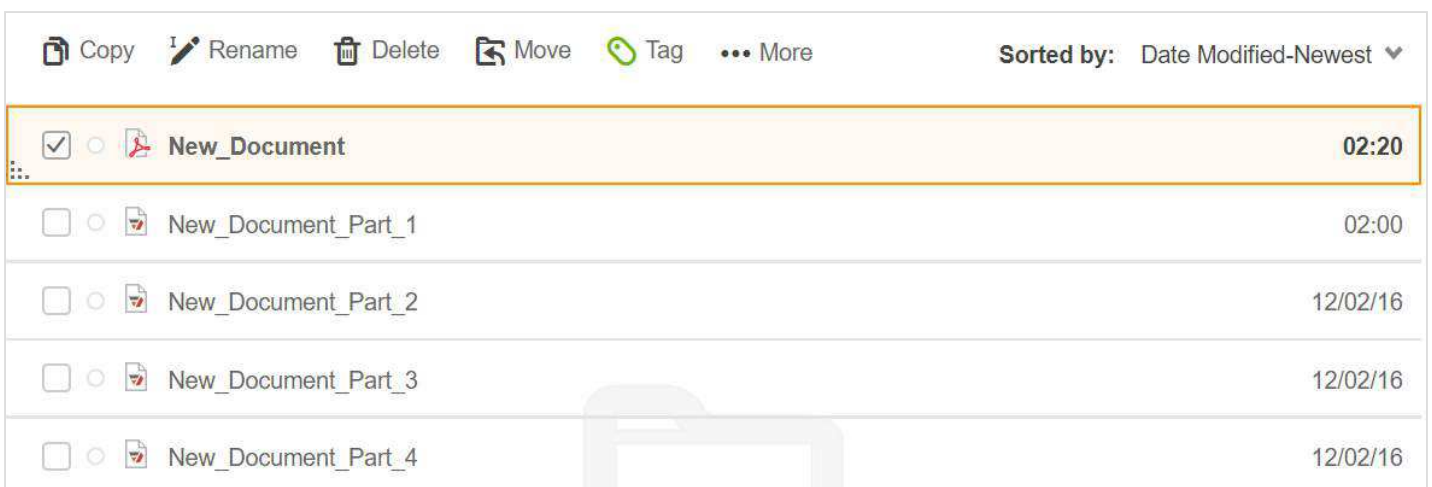 Copy Rename Delete Move Tag ••• More Sorted by: Date Modified-Newest
New_Document 02:20
New_Document_Part_1 02:00
New_Document_Part_2 12/02/16
New_Document_Part_3 12/02/16
New_Document_Part_4 12/02/16